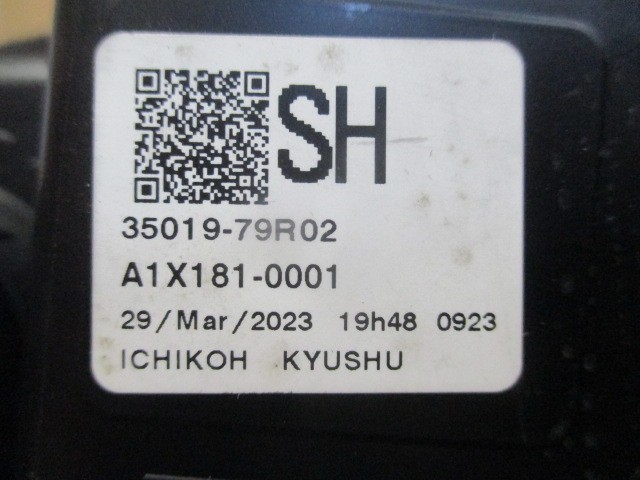 SH
35019-79R02
A1X181-0001
29/Mar/2023 19h48 0923
ICHIKOH KYUSHU